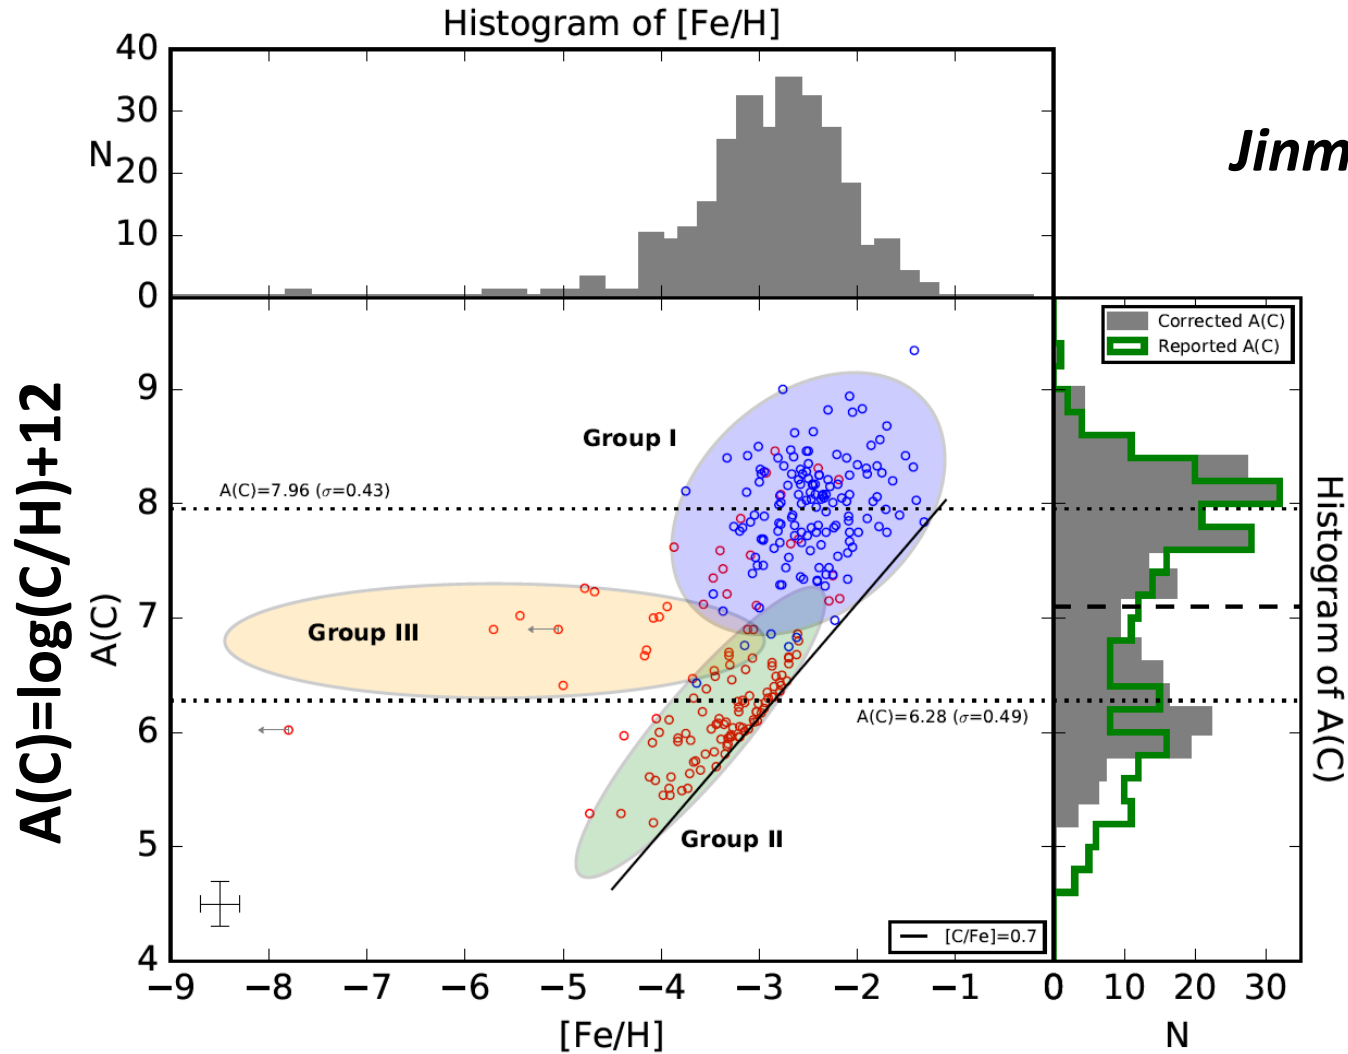 Histogram of [Fe/H]
40
30
N
20
10
0
Jinm
Corrected A(C)
Reported A(C)
9
Group I
A(C)=7.96 (σ=0.43)
8
7
Group III
A(C)=log(C/H)+12
A(C)
Histogram of A(C)
A(C)=6.28 (σ=0.49)
6
Group II
5
[C/Fe]=0.7
4
−9 −8 −7 −6 −5 −4 −3 −2 −1
0 10 20 30
[Fe/H]
N